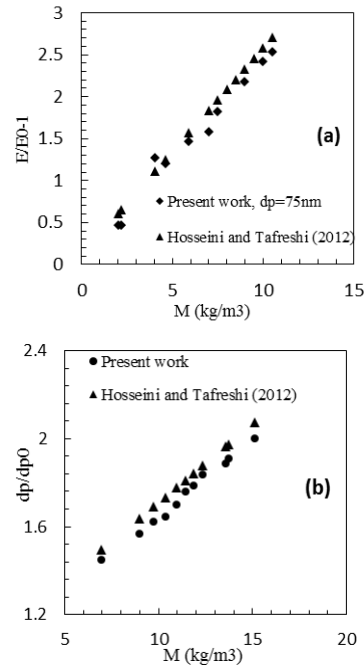 3
2.5
2
1.5
1
0.5
0
E/E0-1
(a)
Present work, dp=75nm
Hosseini and Tafreshi (2012)
0 5 10 15
M (kg/m3)
2.4
2
1.6
1.2
dp/dp0
Present work
Hosseini and Tafreshi (2012)
(b)
5 10 15 20
M (kg/m3)